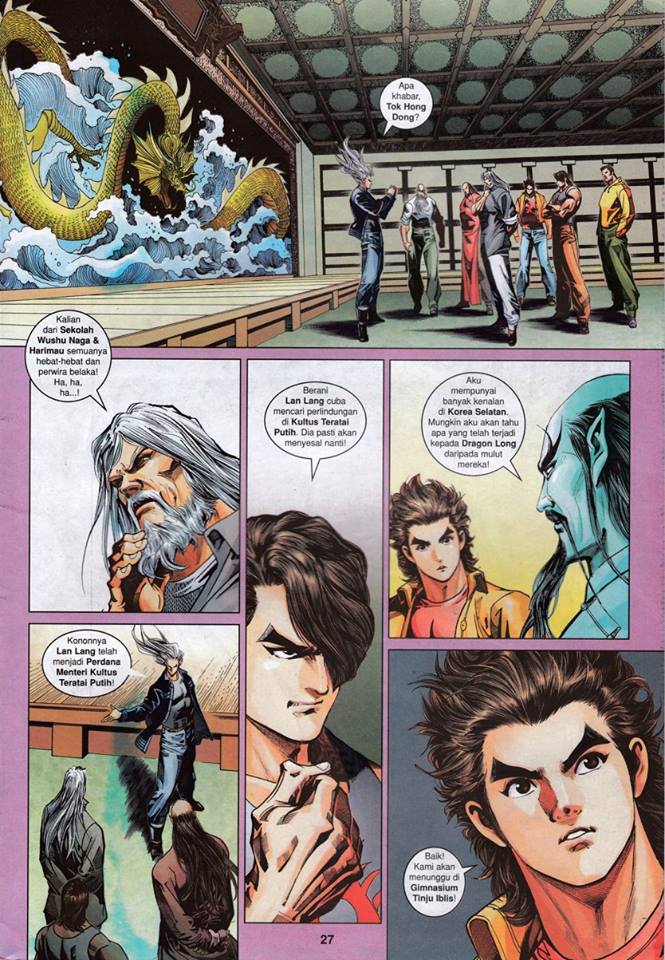 Apa
khabar,
Tok Hong
Dong?
Kalian
dari Sekolah
Wushu Naga &
Harimau semuanya
hebat-hebat dan
perwira belaka!
Ha, ha,
ha...!
Berani
Lan Lang cuba
mencari perlindungan
di Kultus Teratai
Putih. Dia pasti akan
menyesal nanti!
Aku
mempunyai
banyak kenalan
di Korea Selatan.
Mungkin aku akan tahu
apa yang telah terjadi
kepada Dragon Long
daripada mulut
mereka!
Kononnya
Lan Lang telah
menjadi Perdana
Menteri Kultus
Teratai Putih!
Baik!
Kami akan
menunggu di
Gimnasium
Tinju Iblis!
27